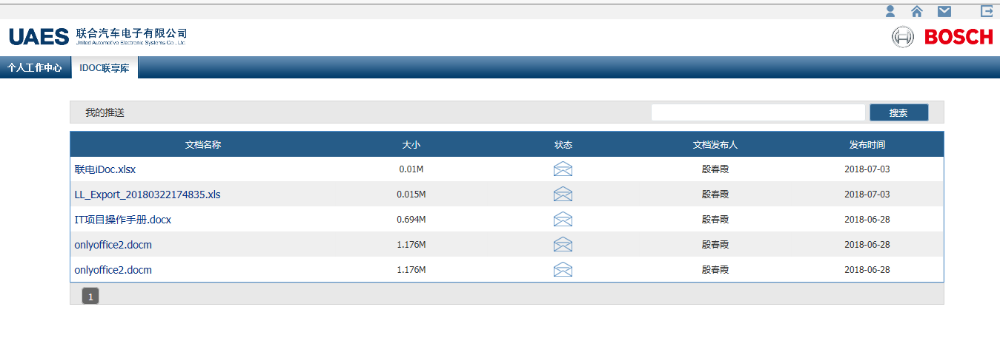 UAES 联合汽车电子有限公司
United Automotive Electronic Systems Co., Ltd
BOSCH
个人工作中心 IDOC联享库
我的推送 搜索
文档名称 大小 状态 文档发布人 发布时间
联电iDoc.xlsx 0.01M 殷春霞 2018-07-03
LL_Export_20180322174835.xls 0.015M 殷春霞 2018-07-03
IT项目操作手册.docx 0.694M 殷春霞 2018-06-28
onlyoffice2.docm 1.176M 殷春霞 2018-06-28
onlyoffice2.docm 1.176M 殷春霞 2018-06-28
1